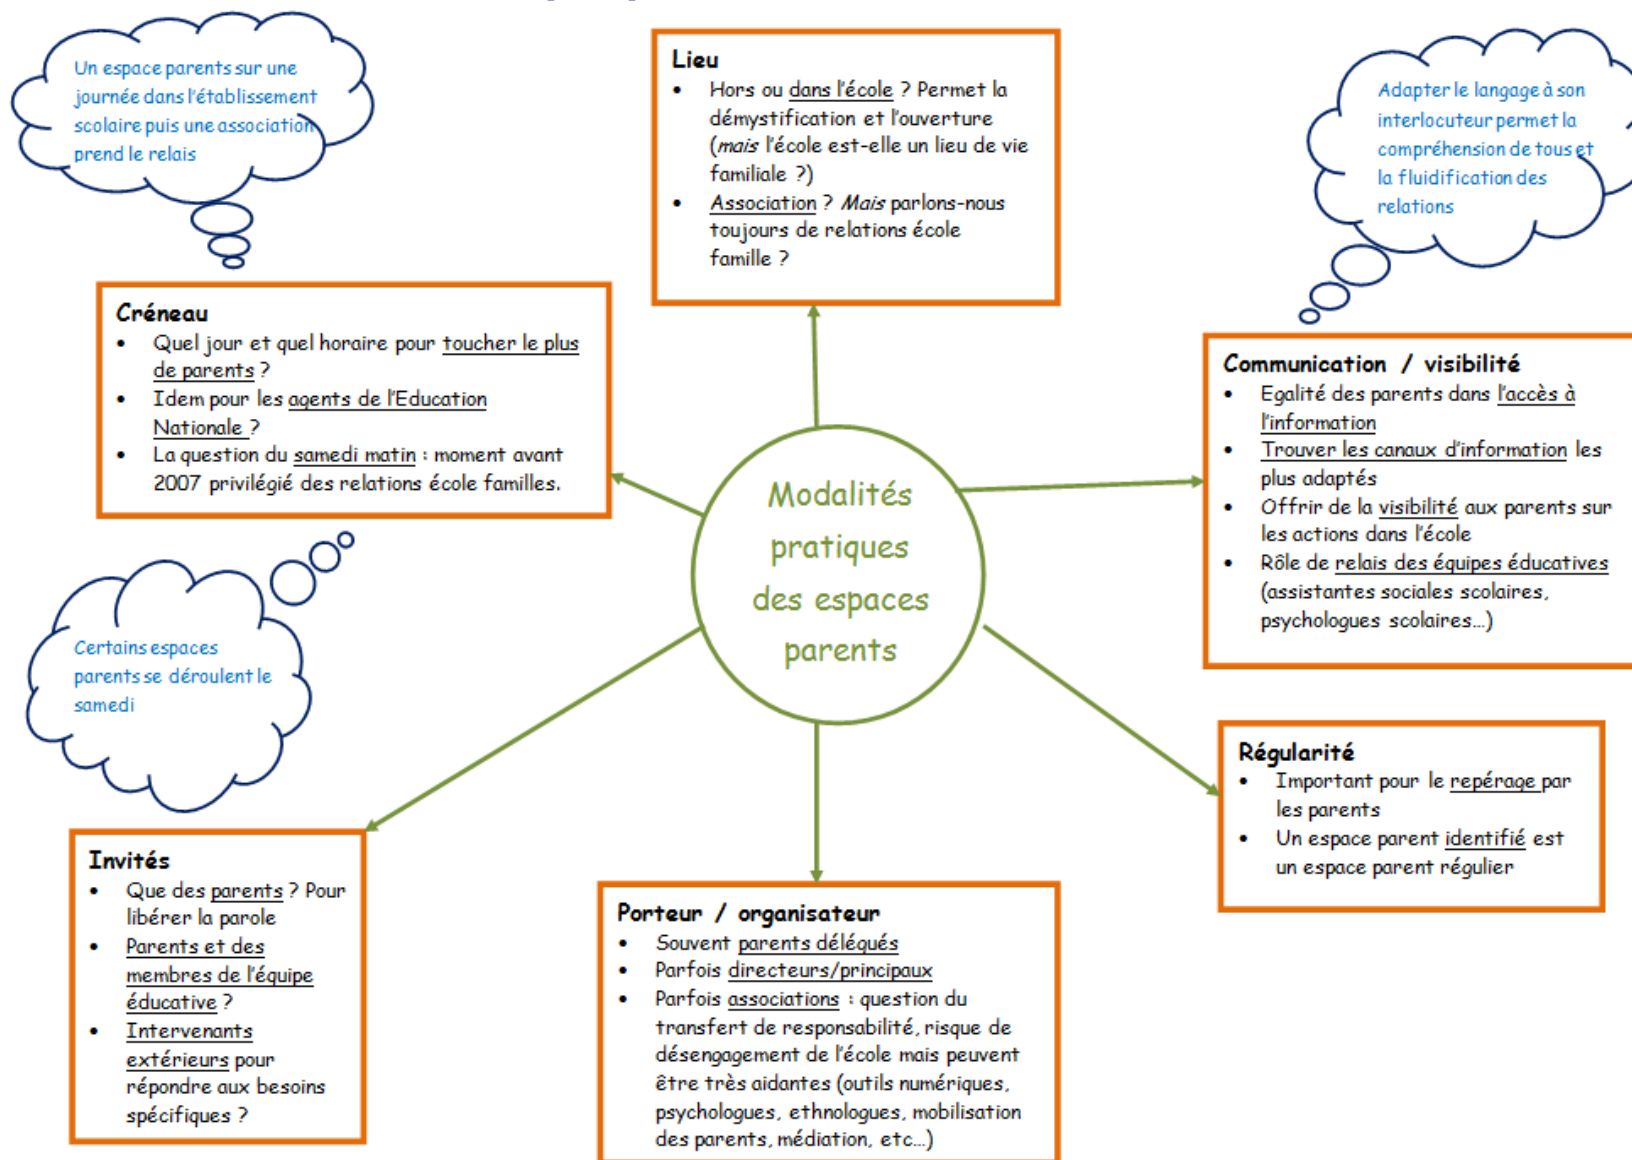 Un espace parents sur une
journée dans l'établissement
scolaire puis une association
prend le relais
Lieu
• Hors ou dans l'école ? Permet la
démystification et l'ouverture
(mais l'école est-elle un lieu de vie
familiale ?)
• Association ? Mais parlons-nous
toujours de relations école
famille ?
Adapter le langage à son
interlocuteur permet la
compréhension de tous et
la fluidification des
relations
Créneau
• Quel jour et quel horaire pour toucher le plus
de parents ?
• Idem pour les agents de l'Education
Nationale ?
• La question du samedi matin : moment avant
2007 privilégié des relations école familles.
Communication / visibilité
• Egalité des parents dans l'accès à
l'information
• Trouver les canaux d'information les
plus adaptés
• Offrir de la visibilité aux parents sur
les actions dans l'école
• Rôle de relais des équipes éducatives
(assistantes sociales scolaires,
psychologues scolaires…)
Modalités
pratiques
des espaces
parents
Certains espaces
parents se déroulent le
samedi
Régularité
• Important pour le repérage par
les parents
• Un espace parent identifié est
un espace parent régulier
Invités
• Que des parents ? Pour
libérer la parole
• Parents et des
membres de l'équipe
éducative ?
• Intervenants
extérieurs pour
répondre aux besoins
spécifiques ?
Porteur / organisateur
• Souvent parents délégués
• Parfois directeurs/principaux
• Parfois associations : question du
transfert de responsabilité, risque de
désengagement de l'école mais peuvent
être très aidantes (outils numériques,
psychologues, ethnologues, mobilisation
des parents, médiation, etc…)